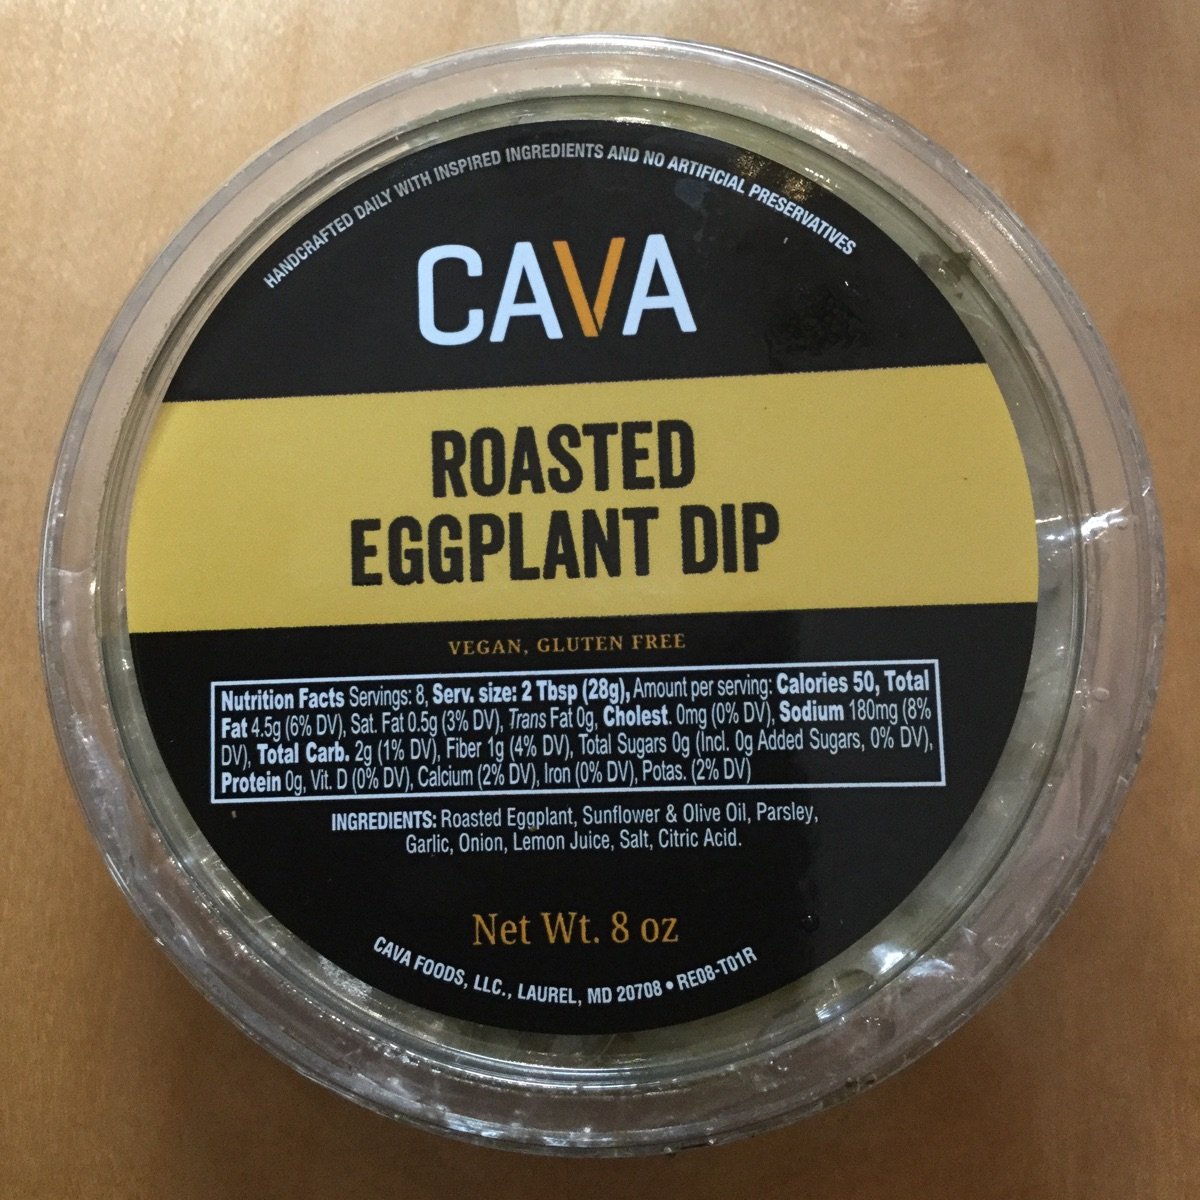 HANDCRAFTED DAILY WITH INSPIRED INGREDIENTS AND NO ARTIFICIAL PRESERVATIVES
CAVA
ROASTED
EGGPLANT DIP
VEGAN, GLUTEN FREE
Nutrition Facts Servings: 8, Serv. size: 2 Tbsp (28g), Amount per serving: Calories 50, Total
Fat 4.5g (6% DV), Sat. Fat 0.5g (3% DV), Trans Fat 0g, Cholest. 0mg (0% DV), Sodium 180mg (8%
DV), Total Carb. 2g (1% DV), Fiber 1g (4% DV), Total Sugars 0g (Incl. 0g Added Sugars, 0% DV),
Protein 0g, Vit. D (0% DV), Calcium (2% DV), Iron (0% DV), Potas. (2% DV)
INGREDIENTS: Roasted Eggplant, Sunflower & Olive Oil, Parsley,
Garlic, Onion, Lemon Juice, Salt, Citric Acid.
Net Wt. 8 oz
CAVA FOODS, LLC., LAUREL, MD 20708 • RE08-T01R